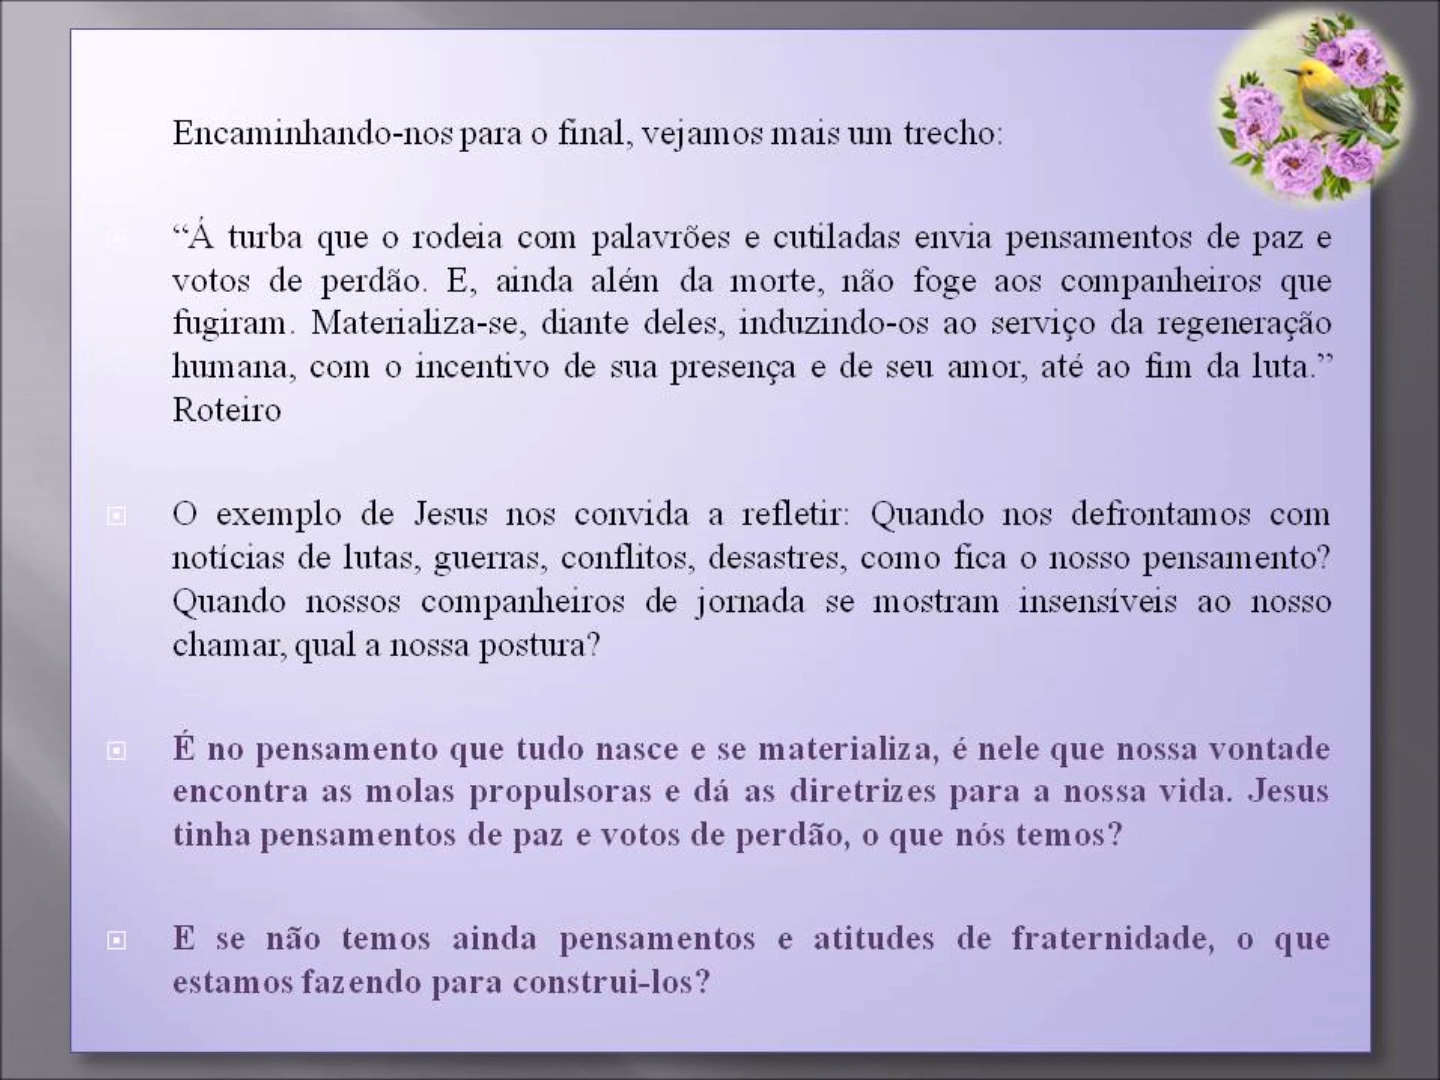 Encaminhando-nos para o final, vejamos mais um trecho:
“Á turba que o rodeia com palavrões e cutiladas envia pensamentos de paz e
votos de perdão. E, ainda além da morte, não foge aos companheiros que
fugiram. Materializa-se, diante deles, induzindo-os ao serviço da regeneração
humana, com o incentivo de sua presença e de seu amor, até ao fim da luta.”
Roteiro
O exemplo de Jesus nos convida a refletir: Quando nos defrontamos com
notícias de lutas, guerras, conflitos, desastres, como fica o nosso pensamento?
Quando nossos companheiros de jornada se mostram insensíveis ao nosso
chamar, qual a nossa postura?
É no pensamento que tudo nasce e se materializa, é nele que nossa vontade
encontra as molas propulsoras e dá as diretrizes para a nossa vida. Jesus
tinha pensamentos de paz e votos de perdão, o que nós temos?
E se não temos ainda pensamentos e atitudes de fraternidade, o que
estamos fazendo para construi-los?